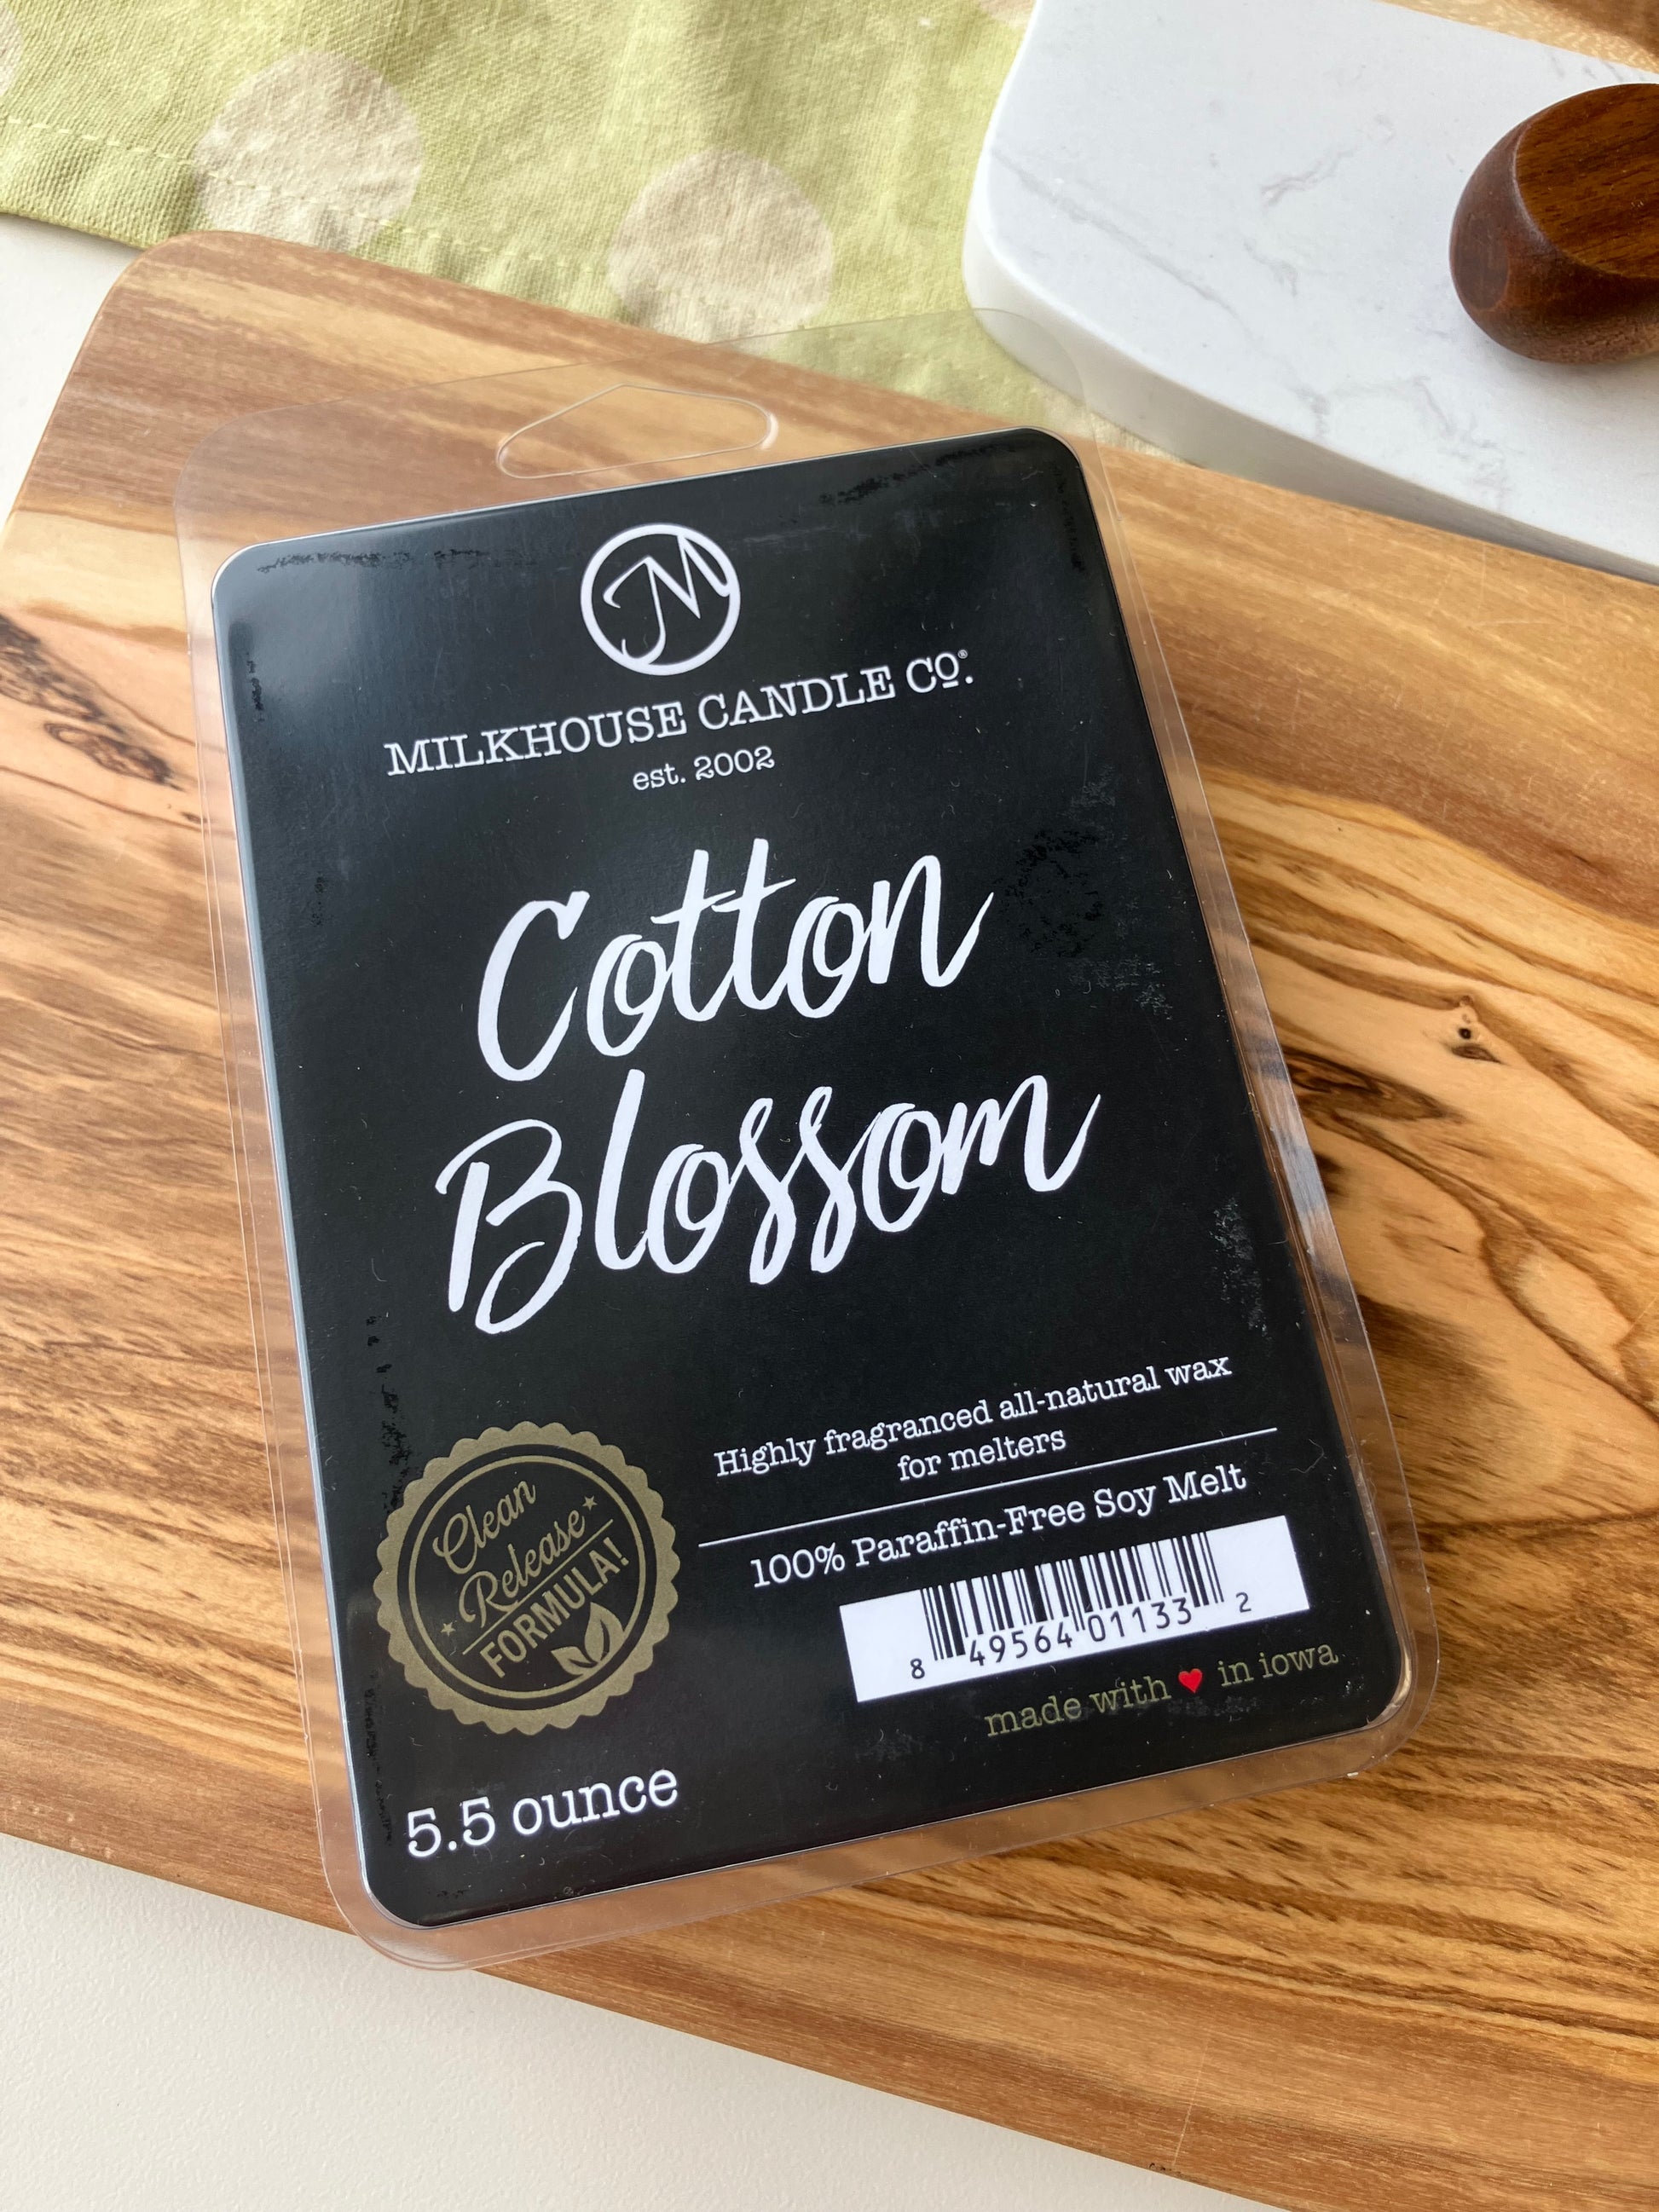 M
MILKHOUSE CANDLE Co®.
est. 2002
Cotton
Blossom
Highly fragranced all-natural wax
for melters
100% Paraffin-Free Soy Melt
Clean
Release
FORMULA!
8 49564 01133 2
made with ♥ in iowa
5.5 ounce